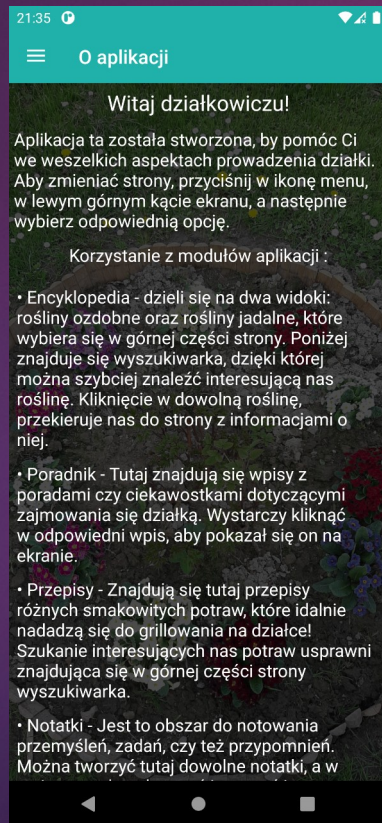 21:35
O aplikacji
Witaj działkowiczu!
Aplikacja ta została stworzona, by pomóc Ci
we weszelkich aspektach prowadzenia działki.
Aby zmieniać strony, przyciśnij w ikonę menu,
w lewym górnym kącie ekranu, a następnie
wybierz odpowiednią opcję.
Korzystanie z modułów aplikacji :
• Encyklopedia - dzieli się na dwa widoki:
rośliny ozdobne oraz rośliny jadalne, które
wybiera się w górnej części strony. Poniżej
znajduje się wyszukiwarka, dzięki której
można szybciej znaleźć interesującą nas
roślinę. Kliknięcie w dowolną roślinę,
przekieruje nas do strony z informacjami o
niej.
• Poradnik - Tutaj znajdują się wpisy z
poradami czy ciekawostkami dotyczącymi
zajmowania się działką. Wystarczy kliknąć
w odpowiedni wpis, aby pokazał się on na
ekranie.
• Przepisy - Znajdują się tutaj przepisy
różnych smakowitych potraw, które idalnie
nadadzą się do grillowania na działce!
Szukanie interesujących nas potraw usprawni
znajdująca się w górnej części strony
wyszukiwarka.
• Notatki - Jest to obszar do notowania
przemyśleń, zadań, czy też przypomnień.
Można tworzyć tutaj dowolne notatki, a w